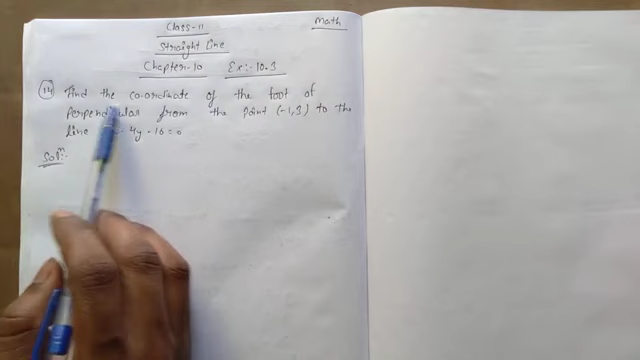 Class-11
Math
Straight Line
Chapter-10 Ex:- 10.3
(14) Find the co-ordinate of the foot of
perpendicular from the point (-1,3) to the
line 4y - 16 = 0
Solⁿ:-